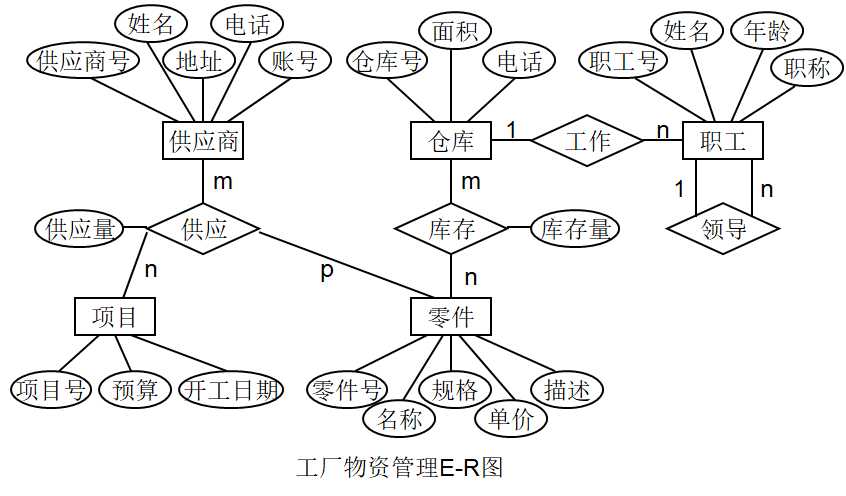 姓名 电话 面积 姓名 年龄
供应商号 地址 账号 仓库号 电话 职工号 职称
供应商 仓库 1 工作 n 职工
m m 1 n
供应量 供应 库存 库存量 领导
n p n
项目 零件
项目号 预算 开工日期 零件号 规格 描述
名称 单价
工厂物资管理E-R图